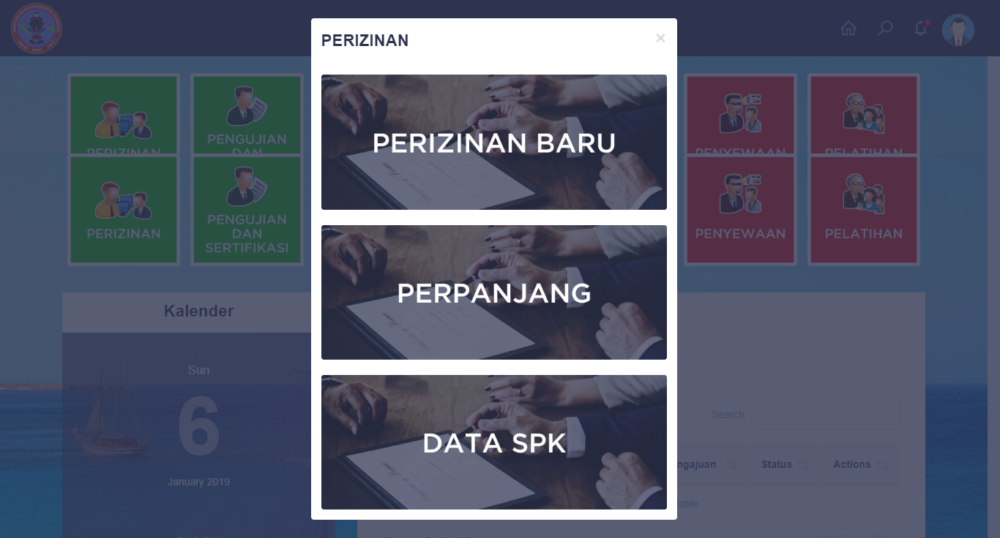 PERIZINAN
×
PERIZINAN
PENGUJIAN
DAN
PENYEWAAN
PELATIHAN
PERIZINAN BARU
PERIZINAN
PENGUJIAN
DAN
SERTIFIKASI
PENYEWAAN
PELATIHAN
PERPANJANG
Kalender
Sun
6
January 2019
Search
ngajuan
Status
Actions
DATA SPK
table